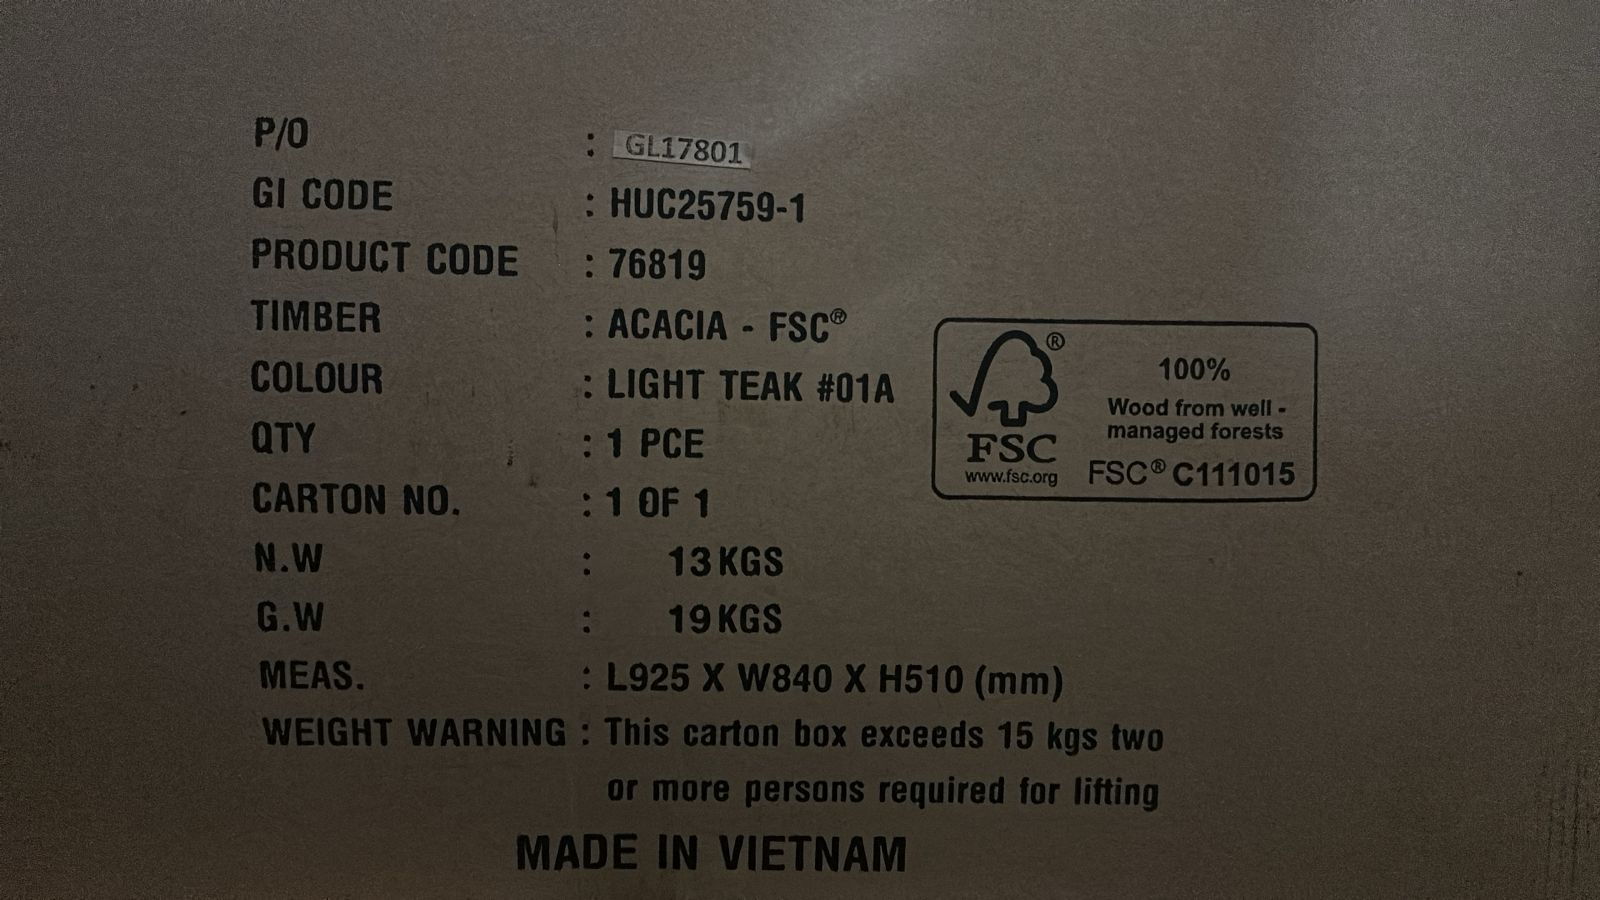 P/O : GL17801
GI CODE : HUC25759-1
PRODUCT CODE : 76819
TIMBER : ACACIA - FSC®
COLOUR : LIGHT TEAK #01A
QTY : 1 PCE
CARTON NO. : 1 OF 1
N.W : 13 KGS
G.W : 19 KGS
MEAS. : L925 X W840 X H510 (mm)
WEIGHT WARNING : This carton box exceeds 15 kgs two
or more persons required for lifting
MADE IN VIETNAM
®
FSC
www.fsc.org
100%
Wood from well -
managed forests
FSC® C111015